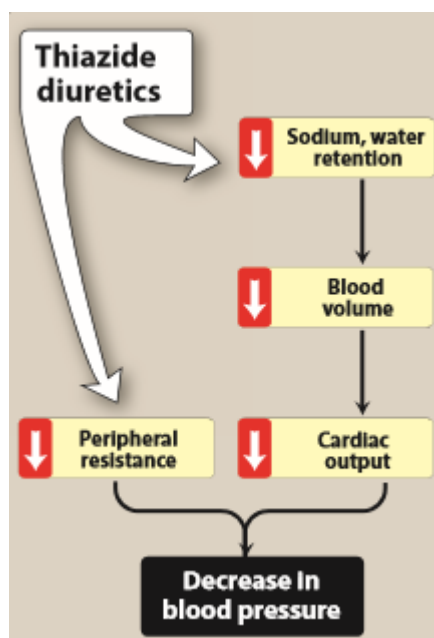 Thiazide
diuretics
Sodium, water
retention
Blood
volume
Peripheral
resistance
Cardiac
output
Decrease in
blood pressure